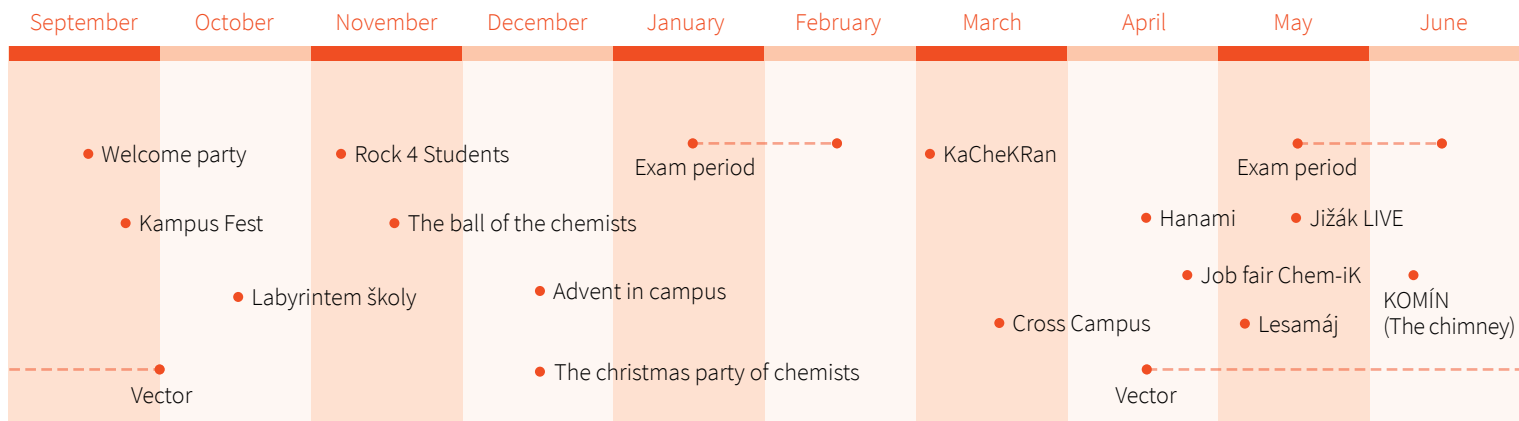 September October November December January February March April May June
Welcome party Rock 4 Students Exam period KaCheKRan Exam period
Kampus Fest The ball of the chemists Hanami Jižák LIVE
Labyrintem školy Advent in campus Job fair Chem-iK KOMÍN
(The chimney)
Cross Campus Lesamáj
Vector The christmas party of chemists Vector